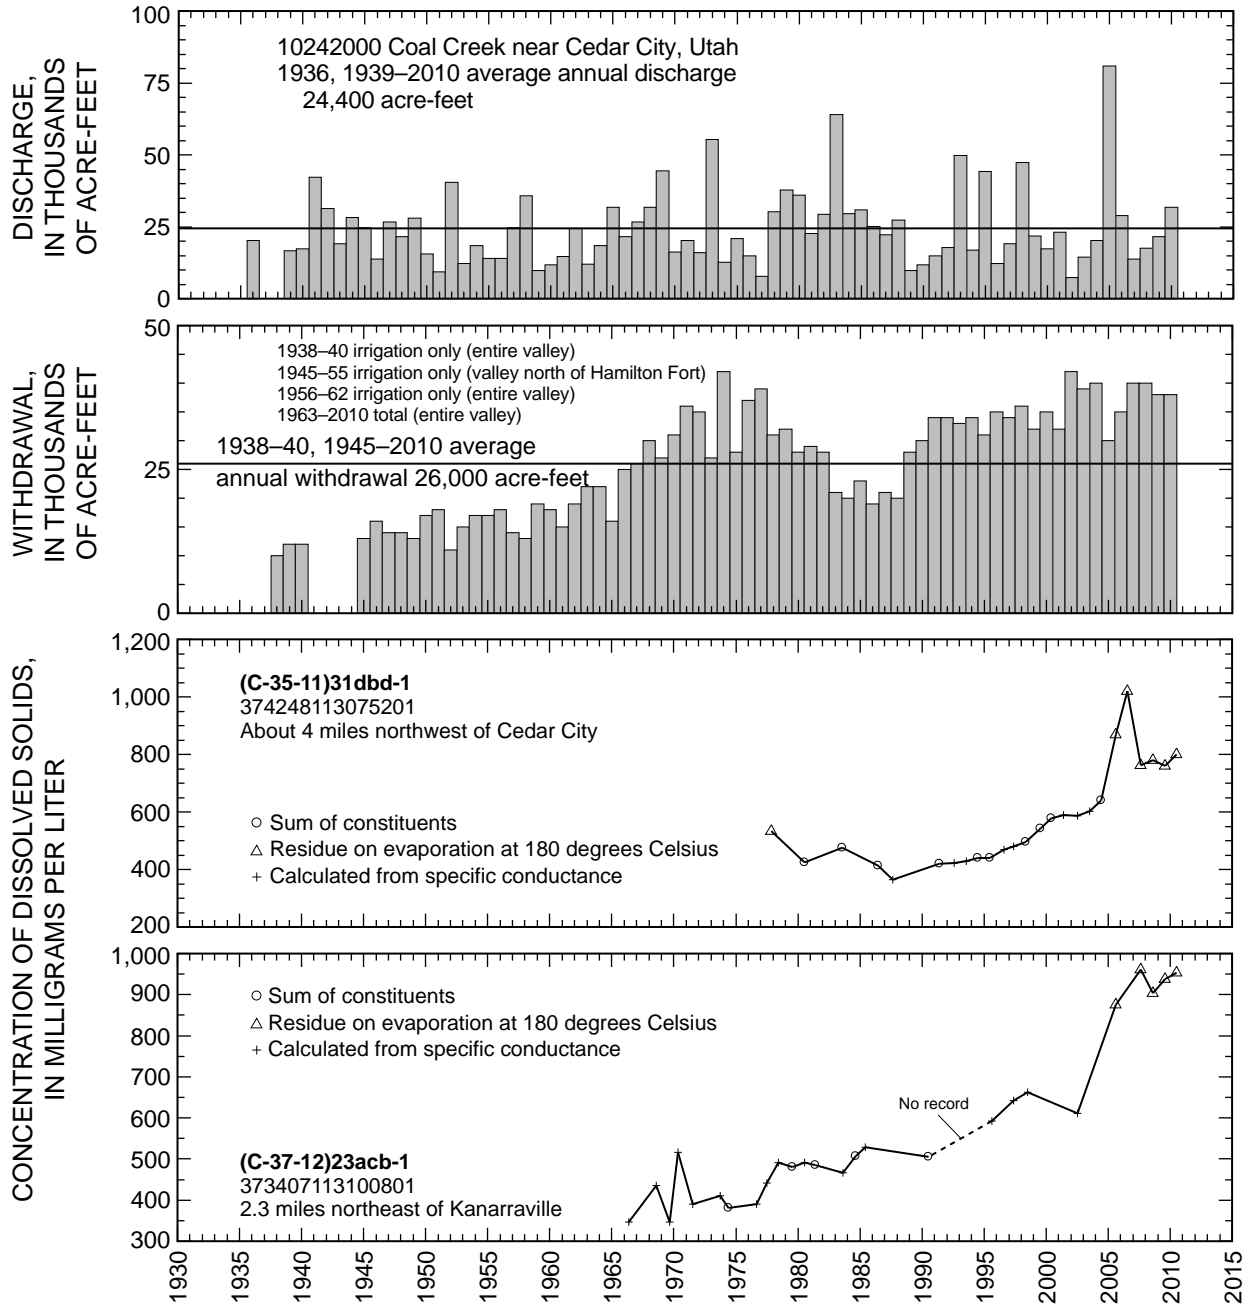 DISCHARGE,
IN THOUSANDS
OF ACRE-FEET
100
75
50
25
0
10242000 Coal Creek near Cedar City, Utah
1936, 1939–2010 average annual discharge
24,400 acre-feet
WITHDRAWAL,
IN THOUSANDS
OF ACRE-FEET
50
25
0
1938–40 irrigation only (entire valley)
1945–55 irrigation only (valley north of Hamilton Fort)
1956–62 irrigation only (entire valley)
1963–2010 total (entire valley)
1938–40, 1945–2010 average
annual withdrawal 26,000 acre-feet
CONCENTRATION OF DISSOLVED SOLIDS,
IN MILLIGRAMS PER LITER
1,200
1,000
800
600
400
200
(C-35-11)31dbd-1
374248113075201
About 4 miles northwest of Cedar City
Sum of constituents
Residue on evaporation at 180 degrees Celsius
Calculated from specific conductance
1,000
900
800
700
600
500
400
300
Sum of constituents
Residue on evaporation at 180 degrees Celsius
Calculated from specific conductance
No record
(C-37-12)23acb-1
373407113100801
2.3 miles northeast of Kanarraville
1930
1935
1940
1945
1950
1955
1960
1965
1970
1975
1980
1985
1990
1995
2000
2005
2010
2015